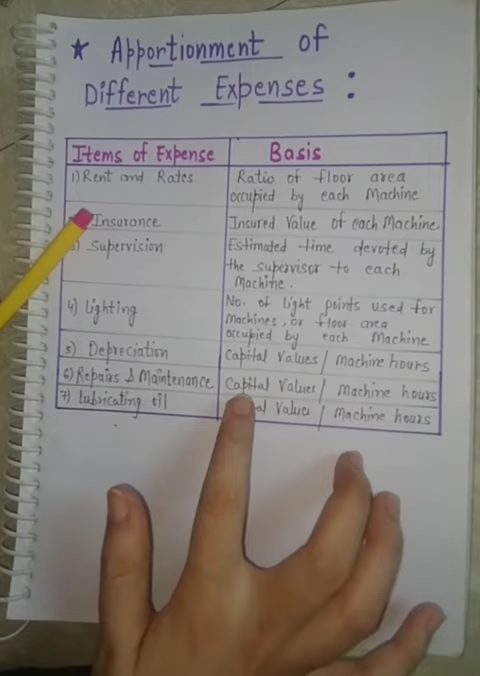 ★ Apportionment of
Different Expenses :
Items of Expense Basis
1) Rent and Rates Ratio of floor area
occupied by each Machine
Insurance Insured Value of each Machine
3) Supervision Estimated time devoted by
the supervisor to each
Machine.
4) Lighting No. of light points used for
Machines, or floor area
occupied by each Machine
5) Depreciation Capital Values / Machine hours
6) Repairs & Maintenance Capital Values / Machine hours
7) Lubricating oil Values / Machine hours